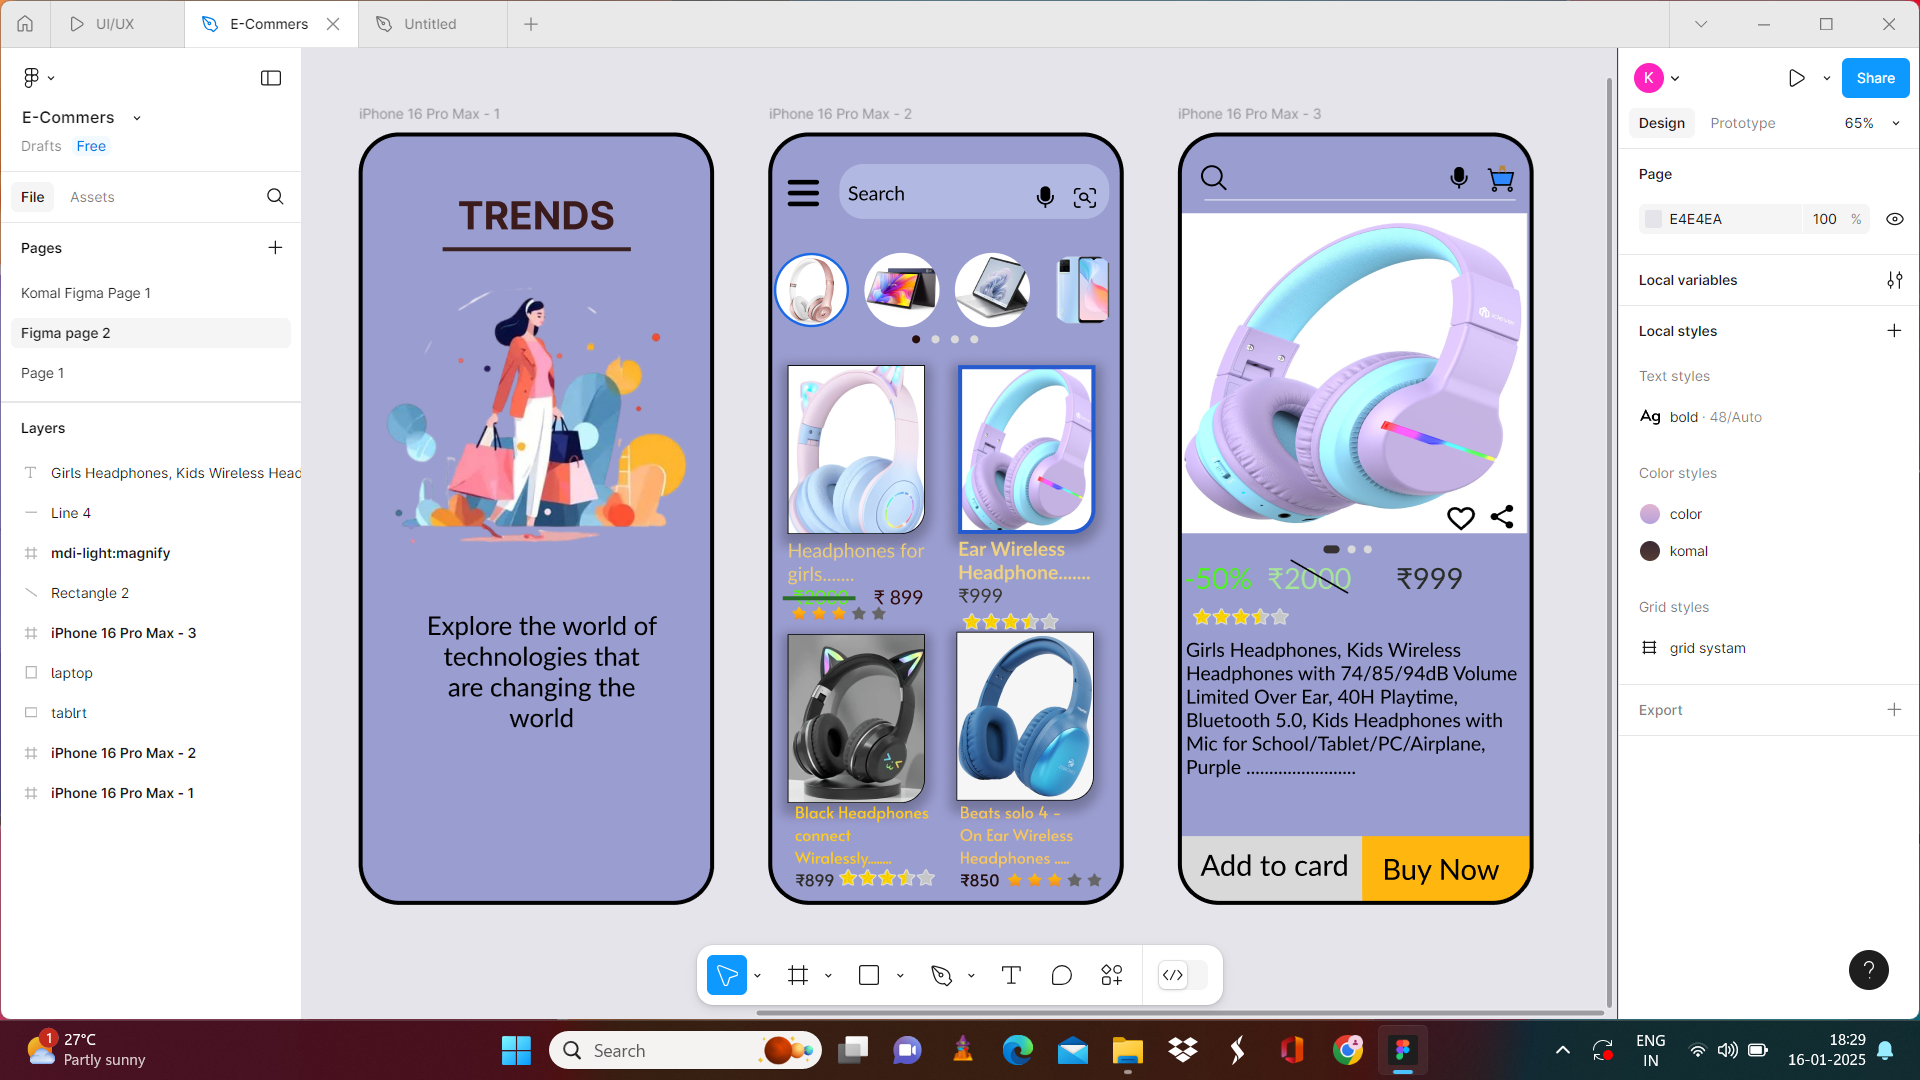 UI/UX
E-Commers
Untitled
E-Commers
Drafts Free
File Assets
Pages
Komal Figma Page 1
Figma page 2
Page 1
Layers
Girls Headphones, Kids Wireless Head
Line 4
mdi-light:magnify
Rectangle 2
iPhone 16 Pro Max - 3
laptop
tablrt
iPhone 16 Pro Max - 2
iPhone 16 Pro Max - 1
iPhone 16 Pro Max - 1
TRENDS
Explore the world of
technologies that
are changing the
world
iPhone 16 Pro Max - 2
Search
Headphones for
girls.......
₹2000
₹ 899
Ear Wireless
Headphone.......
₹999
Black Headphones
connect
Wiralessly........
₹899
Beats solo 4 -
On Ear Wireless
Headphones .....
₹850
iPhone 16 Pro Max - 3
-50% ₹2000 ₹999
Girls Headphones, Kids Wireless
Headphones with 74/85/94dB Volume
Limited Over Ear, 40H Playtime,
Bluetooth 5.0, Kids Headphones with
Mic for School/Tablet/PC/Airplane,
Purple ........................
Add to card
Buy Now
K
Share
Design Prototype 65%
Page
E4E4EA 100 %
Local variables
Local styles
Text styles
Ag bold · 48/Auto
Color styles
color
komal
Grid styles
grid systam
Export
?
1
27°C
Partly sunny
Search
ENG
IN
18:29
16-01-2025